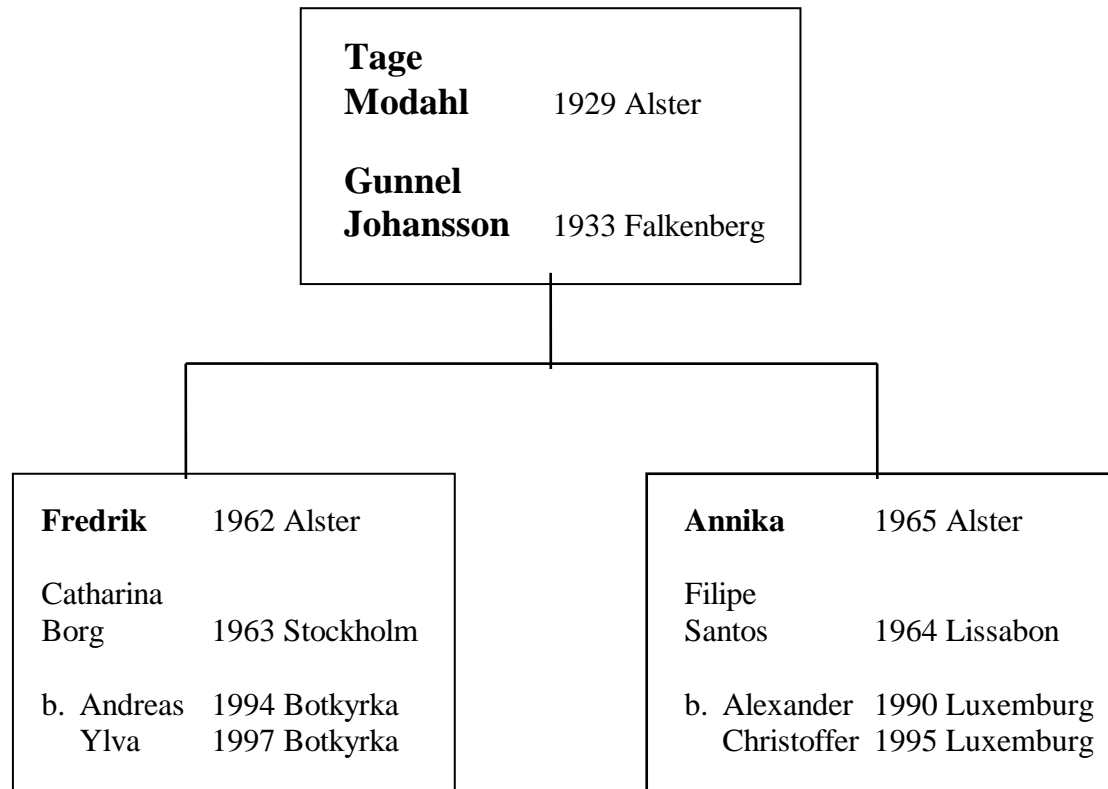 Tage
Modahl 1929 Alster
Gunnel
Johansson 1933 Falkenberg
Fredrik 1962 Alster
Catharina
Borg 1963 Stockholm
b. Andreas 1994 Botkyrka
Ylva 1997 Botkyrka
Annika 1965 Alster
Filipe
Santos 1964 Lissabon
b. Alexander 1990 Luxemburg
Christoffer 1995 Luxemburg